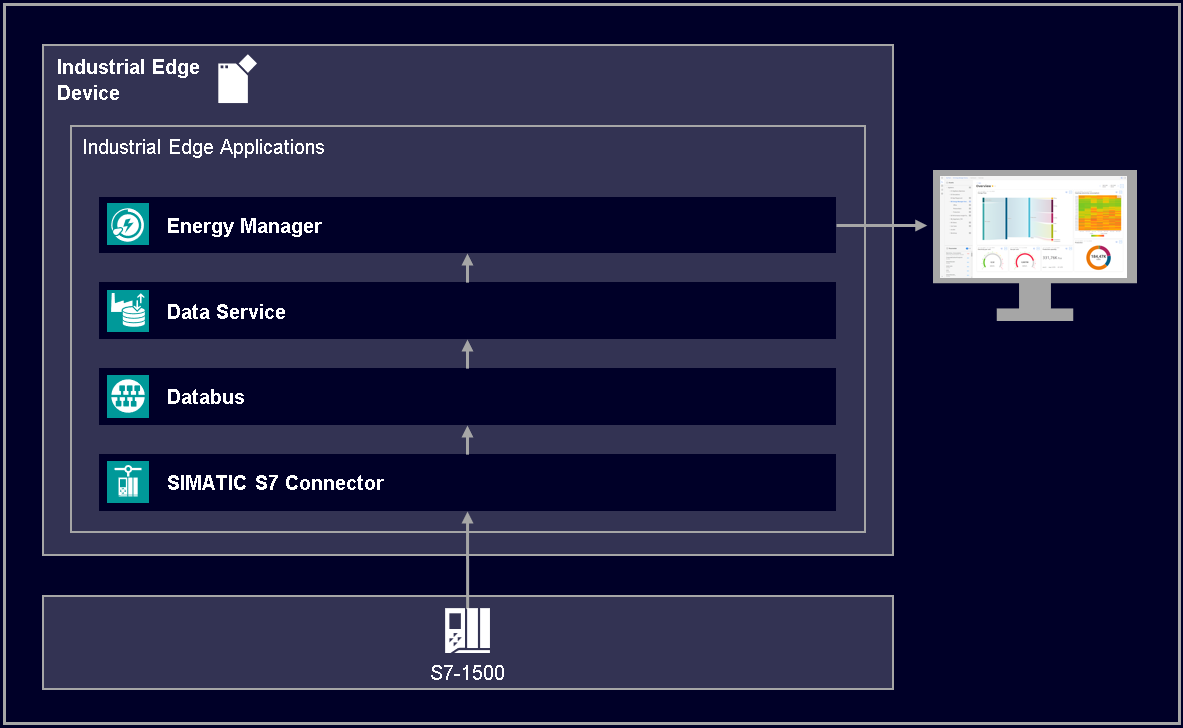 Industrial Edge
Device
Industrial Edge Applications
Energy Manager
Data Service
Databus
SIMATIC S7 Connector
S7-1500